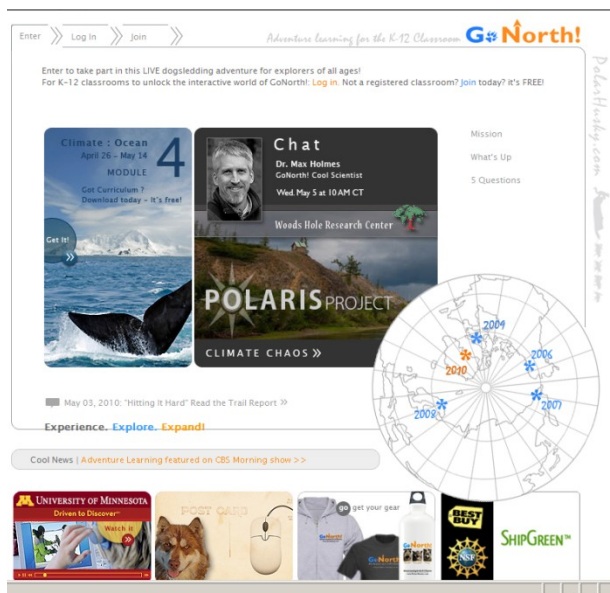 Enter
Log In
Join
Adventure learning for the K-12 Classroom
GoNorth!
PolarHusky.com
Enter to take part in this LIVE dogsledding adventure for explorers of all ages!
For K–12 classrooms to unlock the interactive world of GoNorth!: Log in. Not a registered classroom? Join today? it's FREE!
Climate : Ocean
April 26 – May 14
MODULE 4
Got Curriculum ?
Download today – it's free!
Get It!
Chat
Dr. Max Holmes
GoNorth! Cool Scientist
Wed. May 5 at 10 AM CT
Woods Hole Research Center
POLARIS PROJECT
CLIMATE CHAOS »
Mission
What's Up
5 Questions
2009
2010
2006
2007
2008
May 03, 2010: "Hitting It Hard" Read the Trail Report »
Experience. Explore. Expand!
Cool News | Adventure Learning featured on CBS Morning show >>
UNIVERSITY OF MINNESOTA
Driven to Discover
Watch it
POST CARD
go get your gear
GoNorth!
GoNorth!
GoNorth!
BEST BUY
NSF
SHIPGREEN™